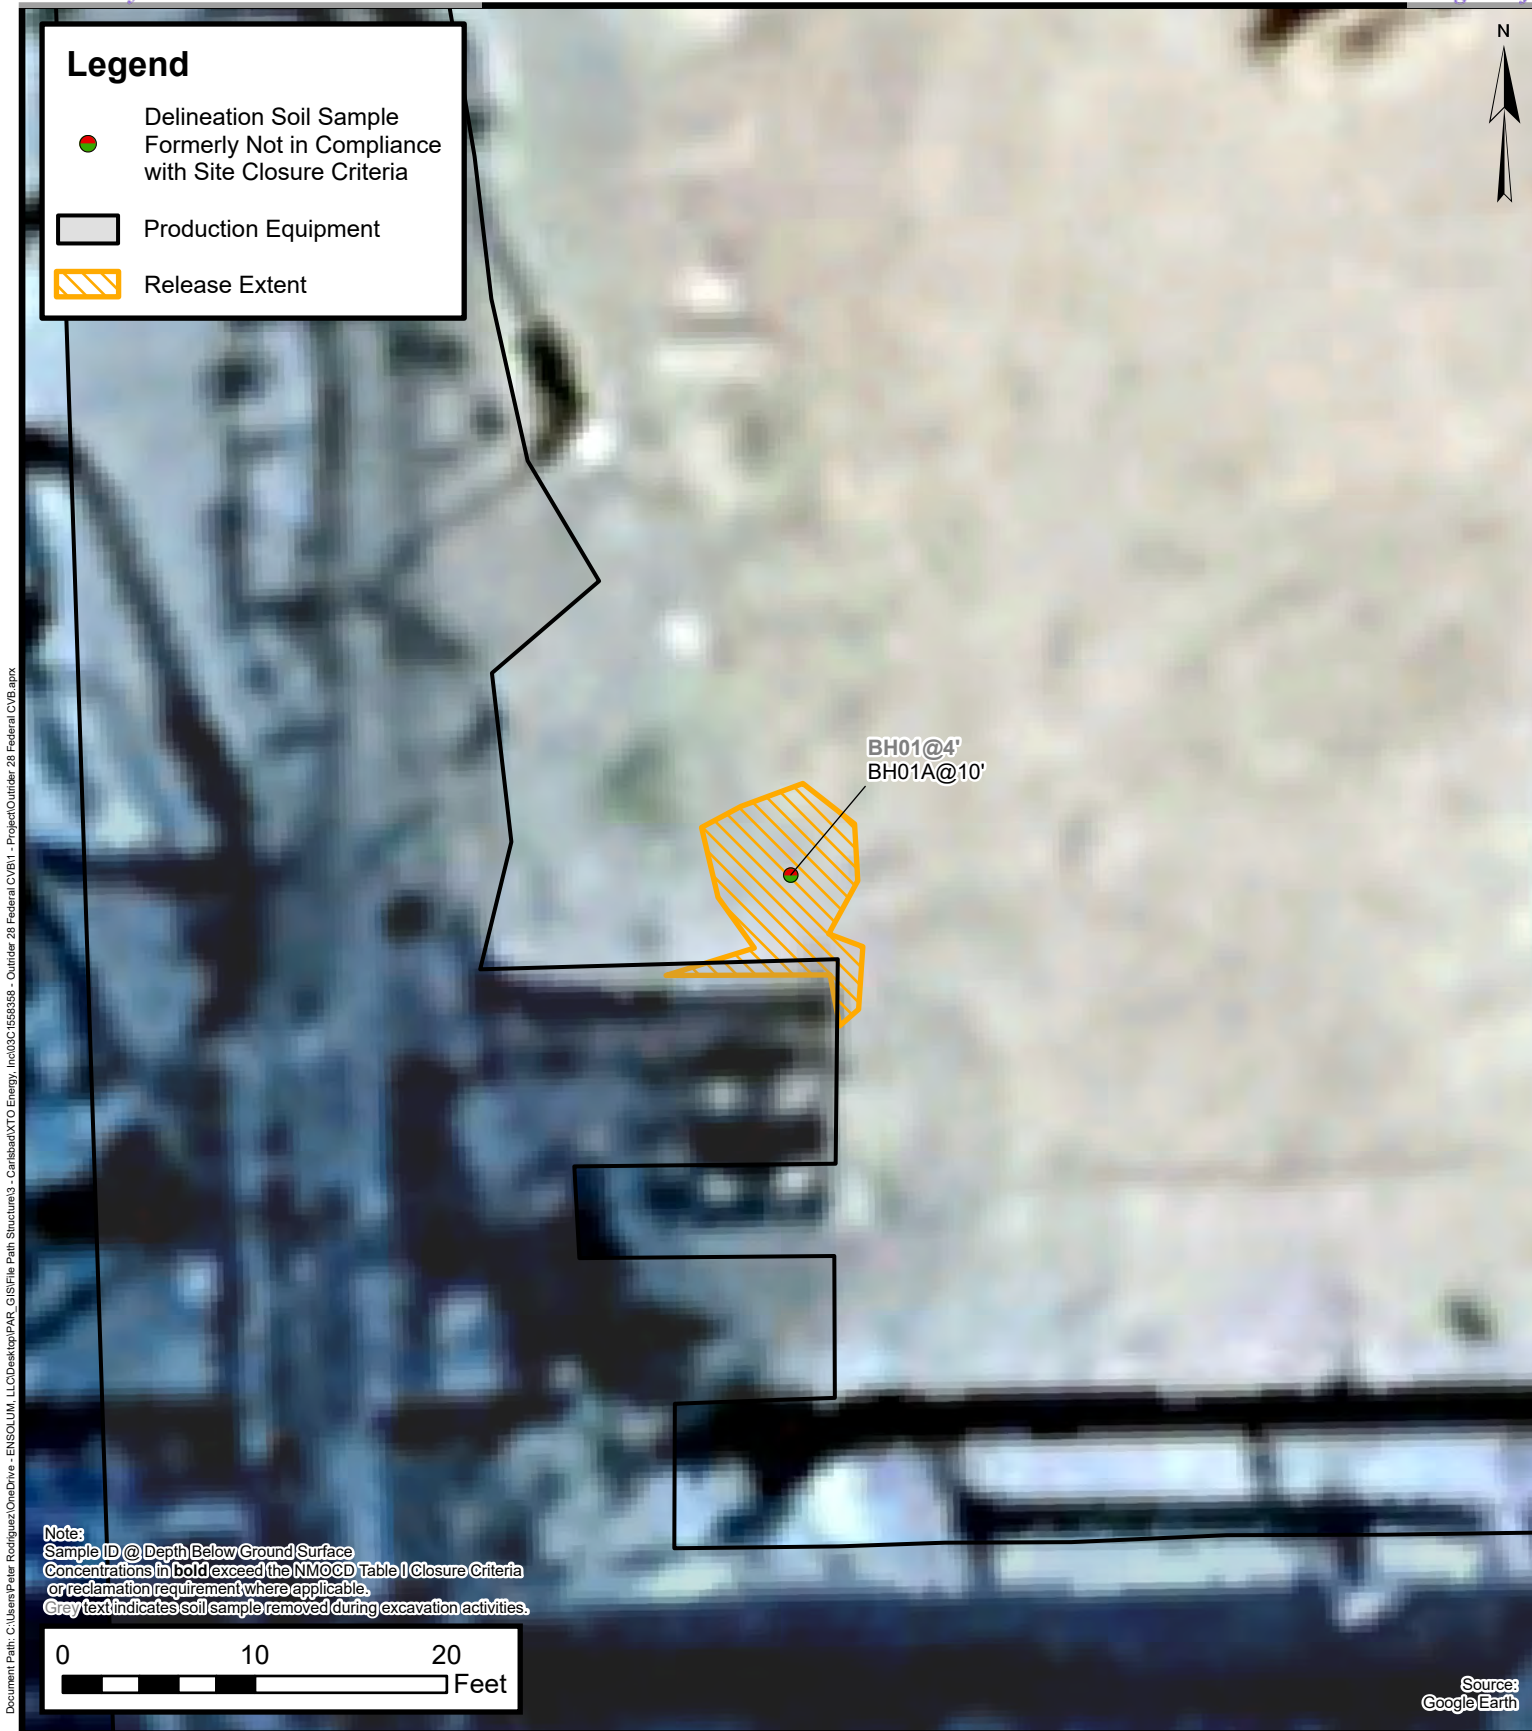 Legend
Delineation Soil Sample
Formerly Not in Compliance
with Site Closure Criteria
Production Equipment
Release Extent
N
BH01@4'
BH01A@10'
Document Path: C:\Users\Peter Rodriguez\OneDrive - ENSOLUM, LLC\Desktop\PAR_GIS\File Path Structure\3 - Carlsbad\XTO Energy, Inc\03C1558358 - Outrider 28 Federal CVB\1 - Project\Outrider 28 Federal CVB.aprx
Note:
Sample ID @ Depth Below Ground Surface
Concentrations in bold exceed the NMOCD Table I Closure Criteria
or reclamation requirement where applicable.
Grey text indicates soil sample removed during excavation activities.
0 10 20
Feet
Source:
Google Earth